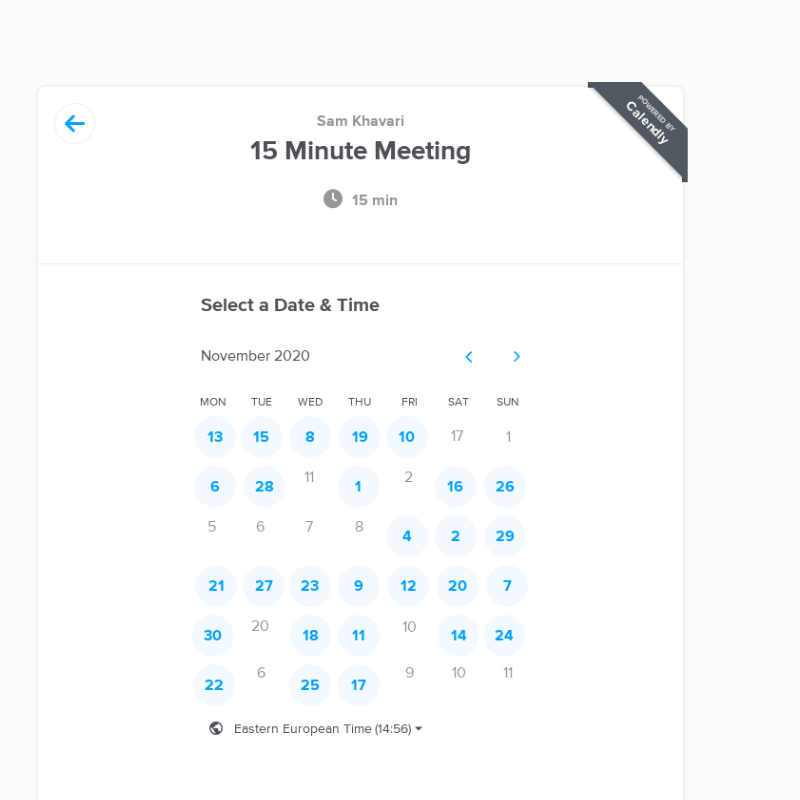 POWERED BY
Calendly
Sam Khavari
15 Minute Meeting
15 min
Select a Date & Time
November 2020
MON TUE WED THU FRI SAT SUN
13 15 8 19 10 17 1
6 28 11 1 2 16 26
5 6 7 8 4 2 29
21 27 23 9 12 20 7
30 20 18 11 10 14 24
22 6 25 17 9 10 11
Eastern European Time (14:56)